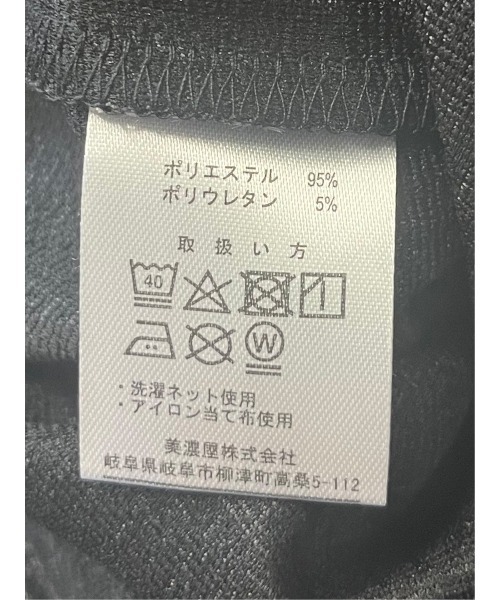 ポリエステル 95%
ポリウレタン 5%
取扱い方
40
W
・洗濯ネット使用
・アイロン当て布使用
美濃屋株式会社
岐阜県岐阜市柳津町高桑5-112